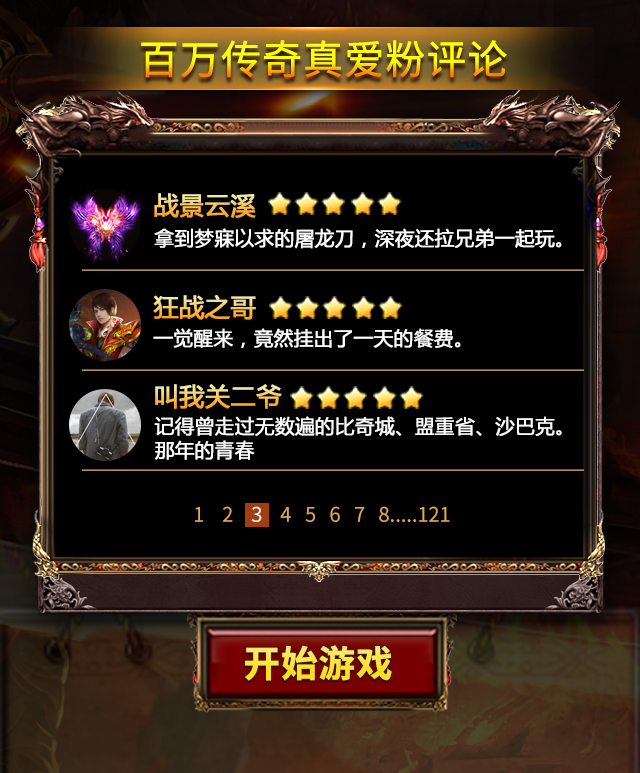 百万传奇真爱粉评论
战景云溪
拿到梦寐以求的屠龙刀，深夜还拉兄弟一起玩。
狂战之哥
一觉醒来，竟然挂出了一天的餐费。
叫我关二爷
记得曾走过无数遍的比奇城、盟重省、沙巴克。
那年的青春
1 2 3 4 5 6 7 8.....121
开始游戏